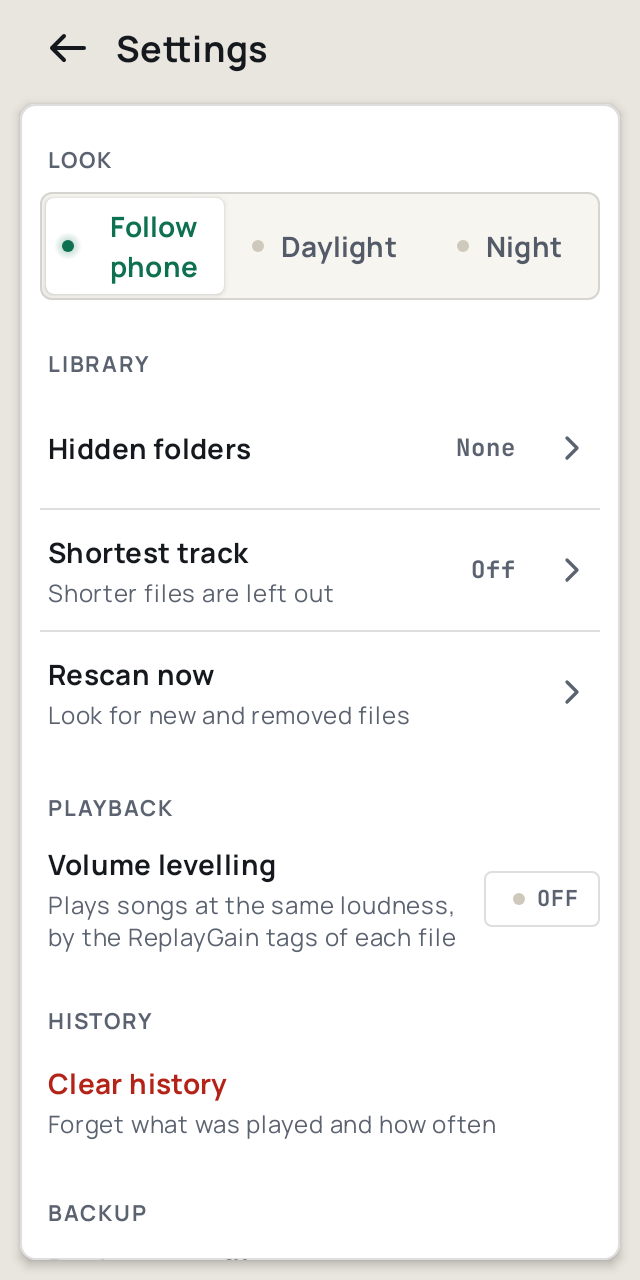 Settings
LOOK
Follow
phone
Daylight
Night
LIBRARY
Hidden folders
None
Shortest track
Shorter files are left out
Off
Rescan now
Look for new and removed files
PLAYBACK
Volume levelling
Plays songs at the same loudness,
by the ReplayGain tags of each file
OFF
HISTORY
Clear history
Forget what was played and how often
BACKUP